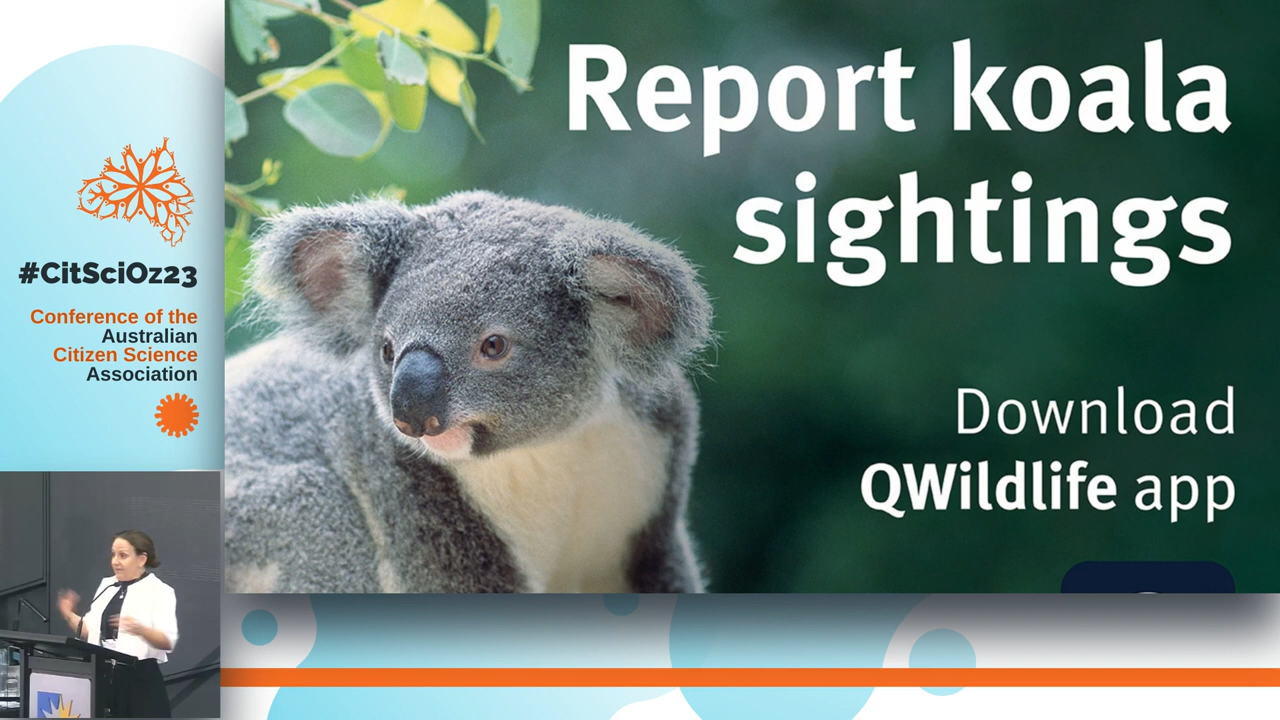 #CitSciOz23
Conference of the
Australian
Citizen Science
Association
Report koala
sightings
Download
QWildlife app